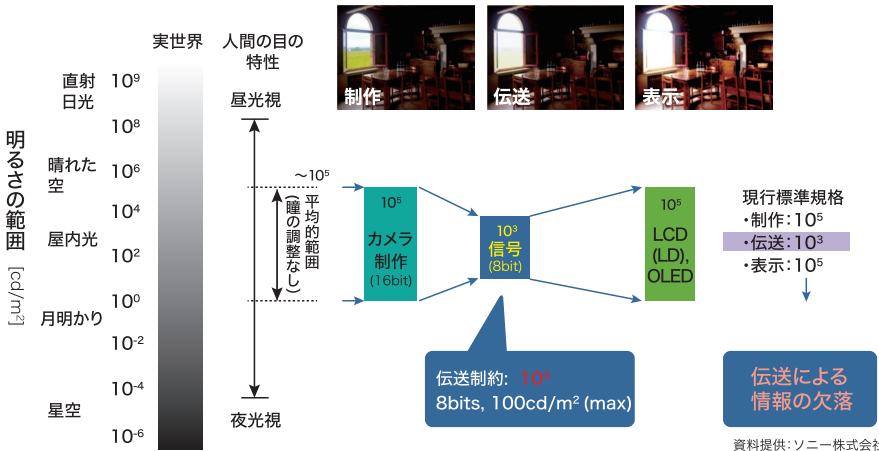 実世界
人間の目の
特性
制作
伝送
表示
明るさの範囲 [cd/m²]
直射
日光
晴れた
空
屋内光
月明かり
星空
10⁹
10⁸
10⁶
10⁴
10²
10⁰
10⁻²
10⁻⁴
10⁻⁶
昼光視
夜光視
～10⁵
平均的範囲
(瞳の調整なし)
10⁵
カメラ
制作
(16bit)
10³
信号
(8bit)
10⁵
LCD
(LD),
OLED
現行標準規格
・制作：10⁵
・伝送：10³
・表示：10⁵
伝送制約: 10³
8bits, 100cd/m² (max)
伝送による
情報の欠落
資料提供：ソニー株式会社